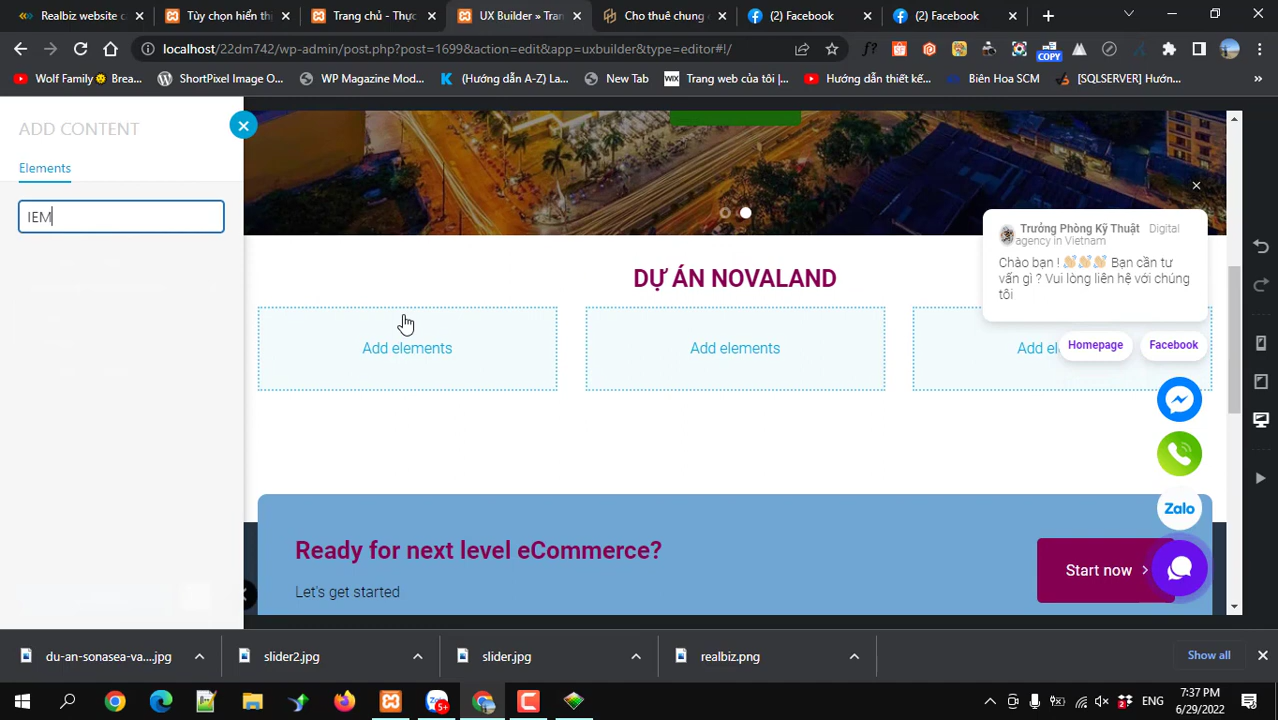 Realbiz website c
Tùy chọn hiển thị
Trang chủ - Thực
UX Builder » Tran
Cho thuê chung c
(2) Facebook
(2) Facebook
localhost/22dm742/wp-admin/post.php?post=1699&action=edit&app=uxbuilder&type=editor#!/
COPY
Wolf Family🙂 Brea...
ShortPixel Image O...
WP Magazine Mod...
(Hướng dẫn A-Z) La...
New Tab
WIX
Trang web của tôi |...
Hướng dẫn thiết kế...
Biên Hoa SCM
[SQLSERVER] Hướn...
ADD CONTENT
Elements
IEM
DỰ ÁN NOVALAND
Add elements
Add elements
Add el
Trưởng Phòng Kỹ Thuật Digital
agency in Vietnam
Chào bạn ! 👋👋👋 Bạn cần tư
vấn gì ? Vui lòng liên hệ với chúng
tôi
Homepage
Facebook
Zalo
Ready for next level eCommerce?
Let's get started
Start now
du-an-sonasea-va....jpg
slider2.jpg
slider.jpg
realbiz.png
Show all
5+
ENG
7:37 PM
6/29/2022